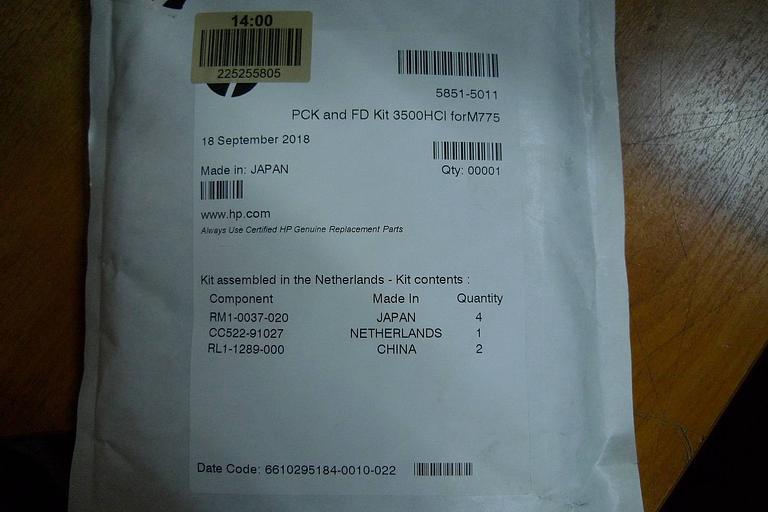 14:00
225255805
5851-5011
PCK and FD Kit 3500HCI forM775
18 September 2018
Made in: JAPAN
Qty: 00001
www.hp.com
Always Use Certified HP Genuine Replacement Parts
Kit assembled in the Netherlands - Kit contents :
Component Made In Quantity
RM1-0037-020 JAPAN 4
CC522-91027 NETHERLANDS 1
RL1-1289-000 CHINA 2
Date Code: 6610295184-0010-022